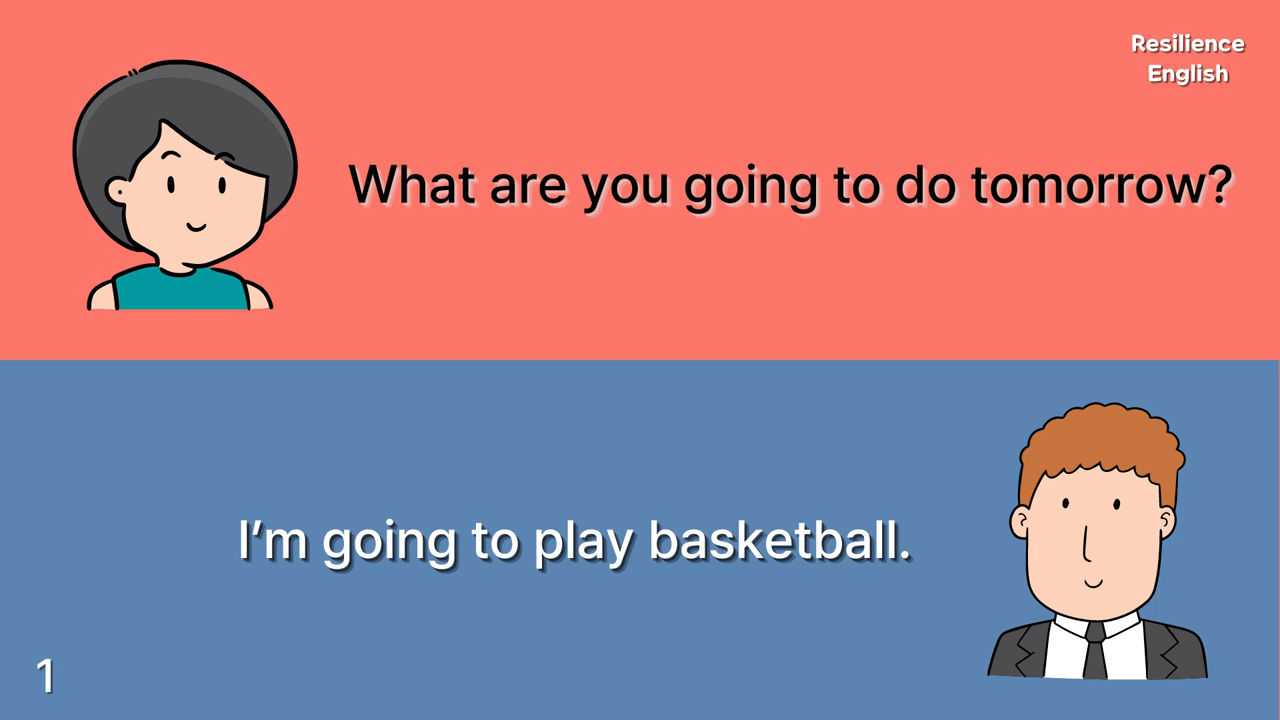 Resilience
English
What are you going to do tomorrow?
I’m going to play basketball.
1